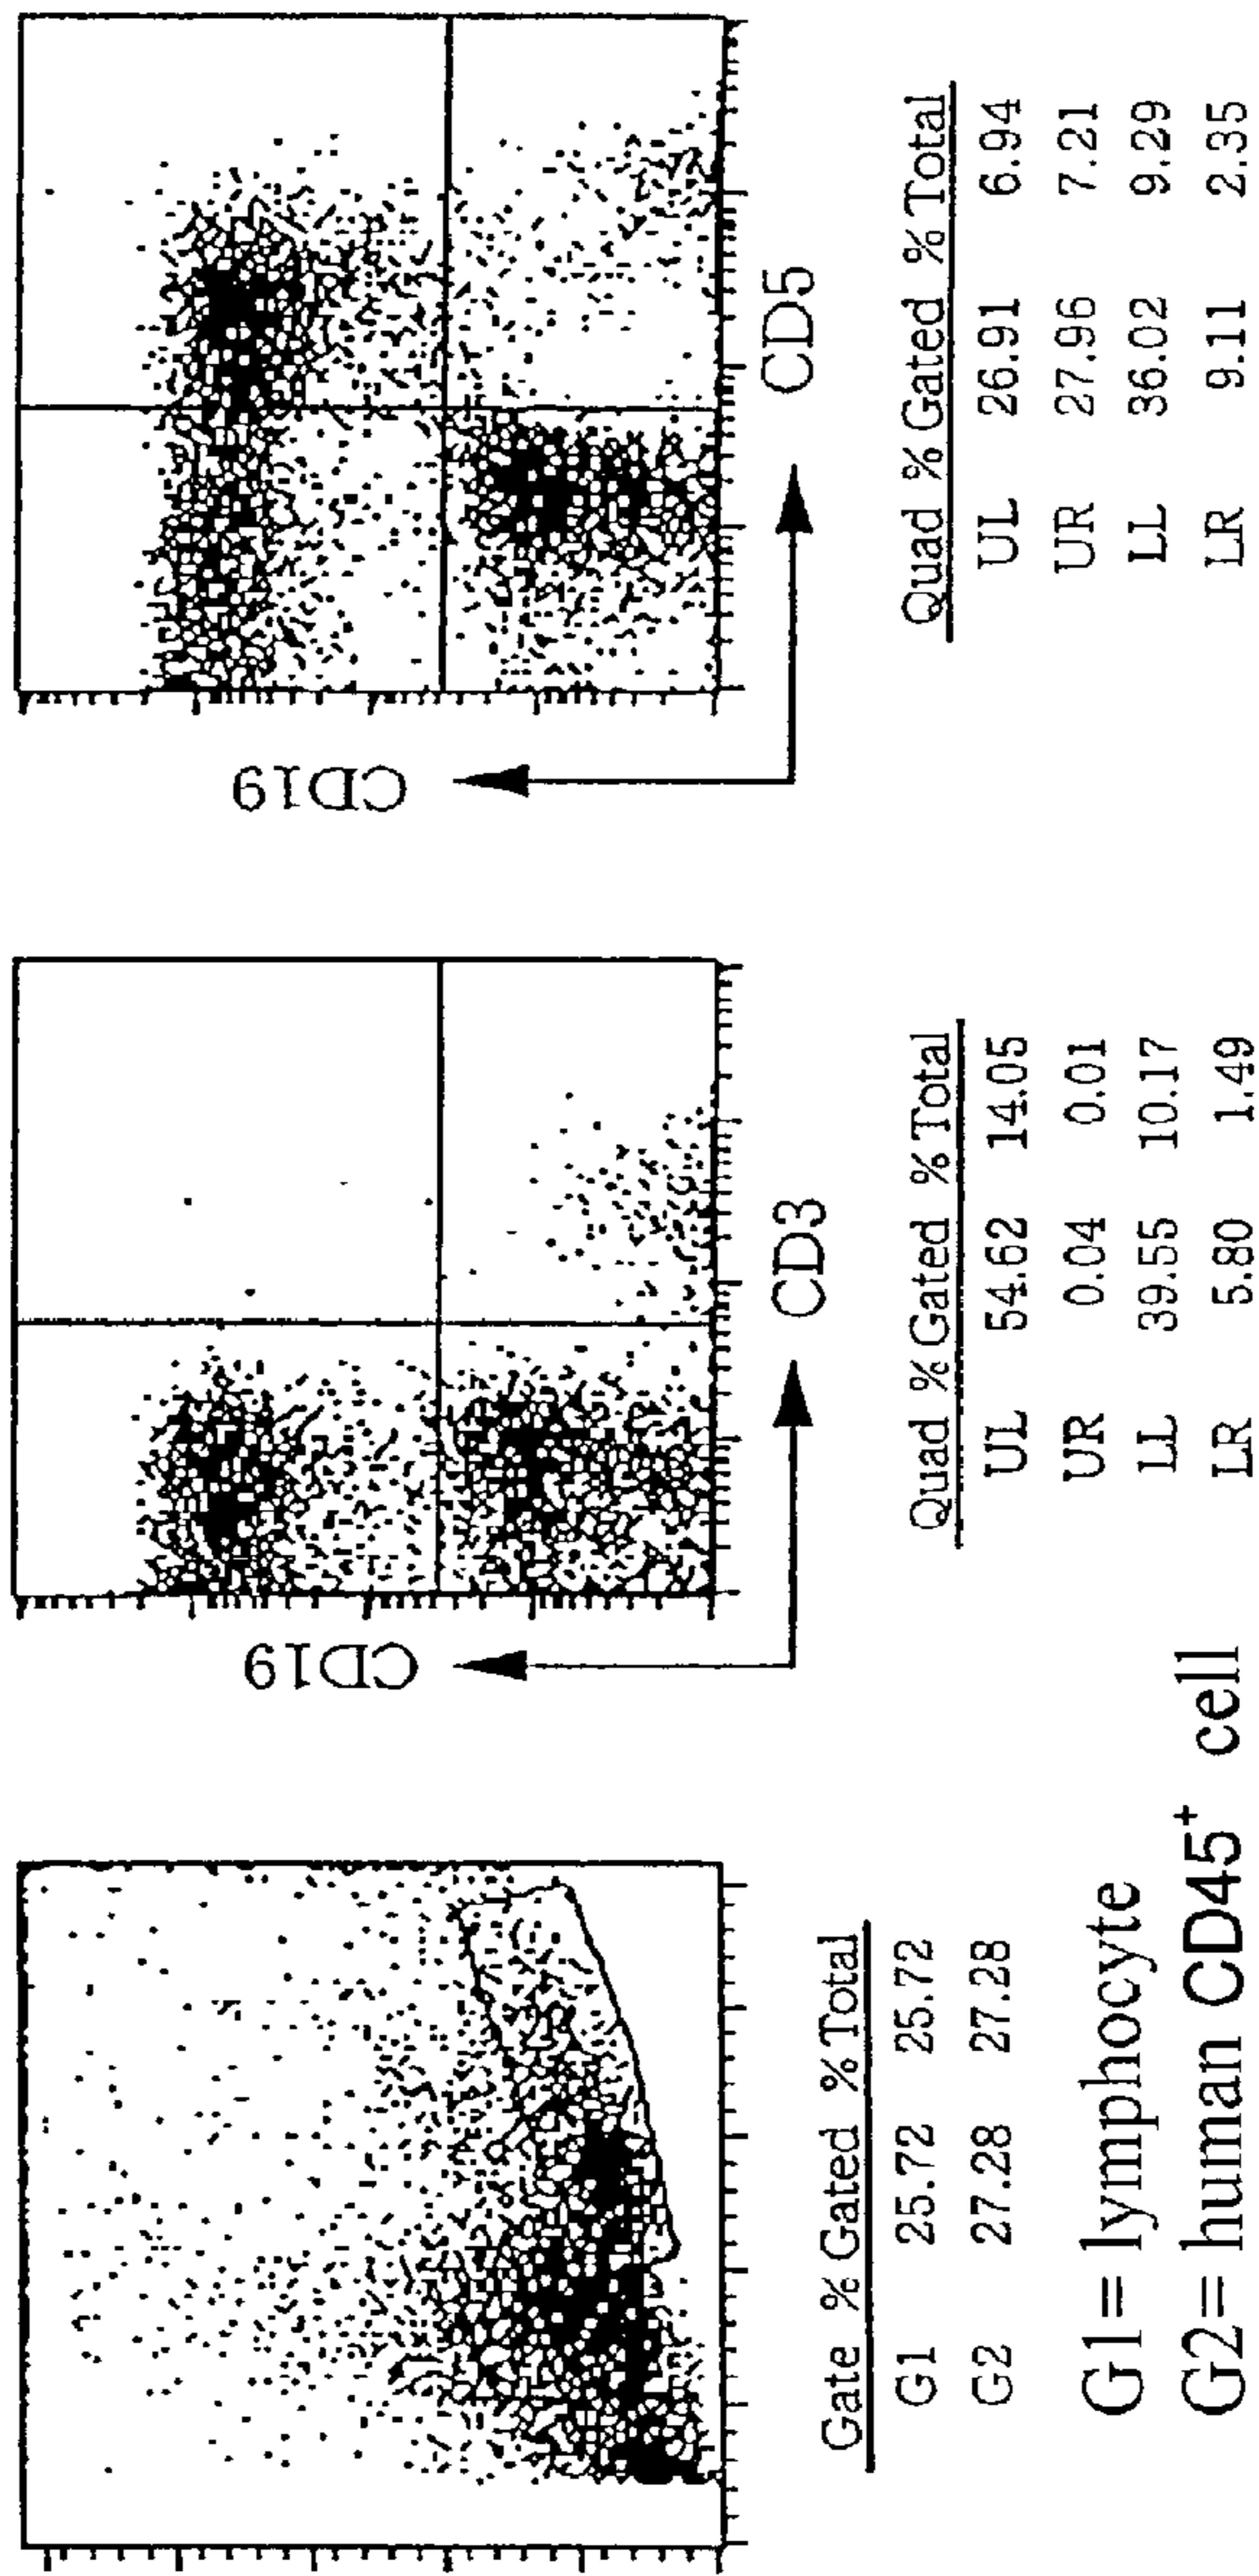 Gate % Gated % Total
G1 25.72 25.72
G2 27.28 27.28
G1= lymphocyte
G2= human CD45+ cell
CD19
CD3
Quad % Gated % Total
UL 54.62 14.05
UR 0.04 0.01
LL 39.55 10.17
LR 5.80 1.49
CD19
CD5
Quad % Gated % Total
UL 26.91 6.94
UR 27.96 7.21
LL 36.02 9.29
LR 9.11 2.35